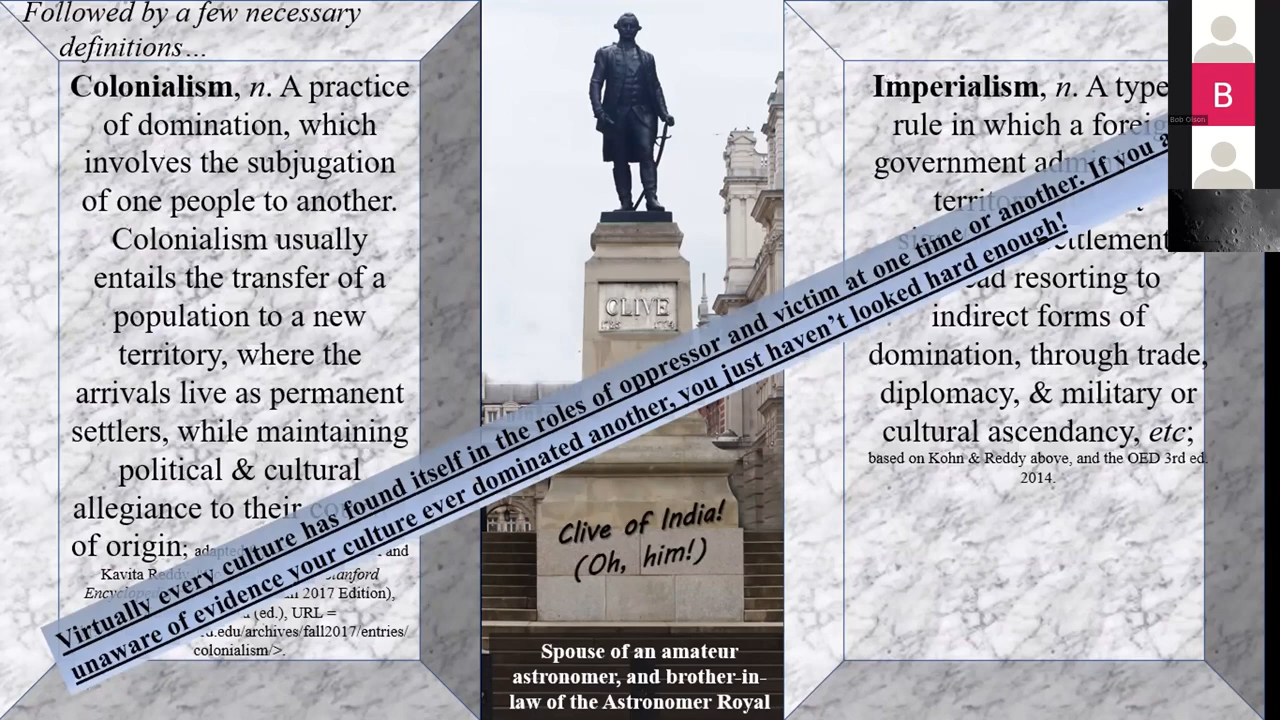 Followed by a few necessary
definitions…
Colonialism, n. A practice
of domination, which
involves the subjugation
of one people to another.
Colonialism usually
entails the transfer of a
population to a new
territory, where the
arrivals live as permanent
settlers, while maintaining
political & cultural
allegiance to their
of origin; adapted and
Kavita Reddy, Stanford
2017 Edition),
(ed.), URL =
.edu/archives/fall2017/entries/
colonialism/>.
CLIVE
Clive of India!
(Oh, him!)
Spouse of an amateur
astronomer, and brother-in-
law of the Astronomer Royal
Imperialism, n. A type
rule in which a
government
indirect forms of
domination, through trade,
diplomacy, & military or
cultural ascendancy, etc;
based on Kohn & Reddy above, and the OED 3rd ed.
2014.
Virtually every culture has found itself in the roles of oppressor and victim at one time or another. If you
unaware of evidence your culture ever dominated another, you just haven't looked hard enough!
resorting to
B
Bob Olson